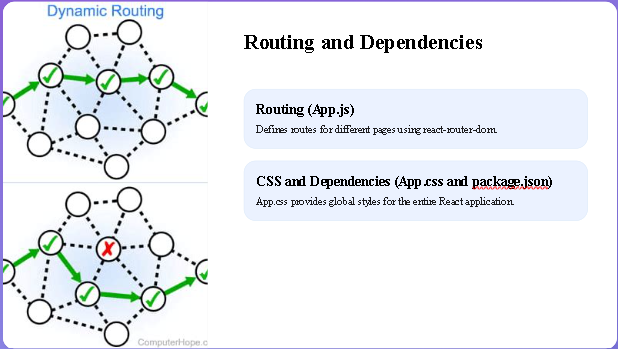 Dynamic Routing
Routing and Dependencies
Routing (App.js)
Defines routes for different pages using react-router-dom.
CSS and Dependencies (App.css and package.json)
App.css provides global styles for the entire React application.
ComputerHope.c